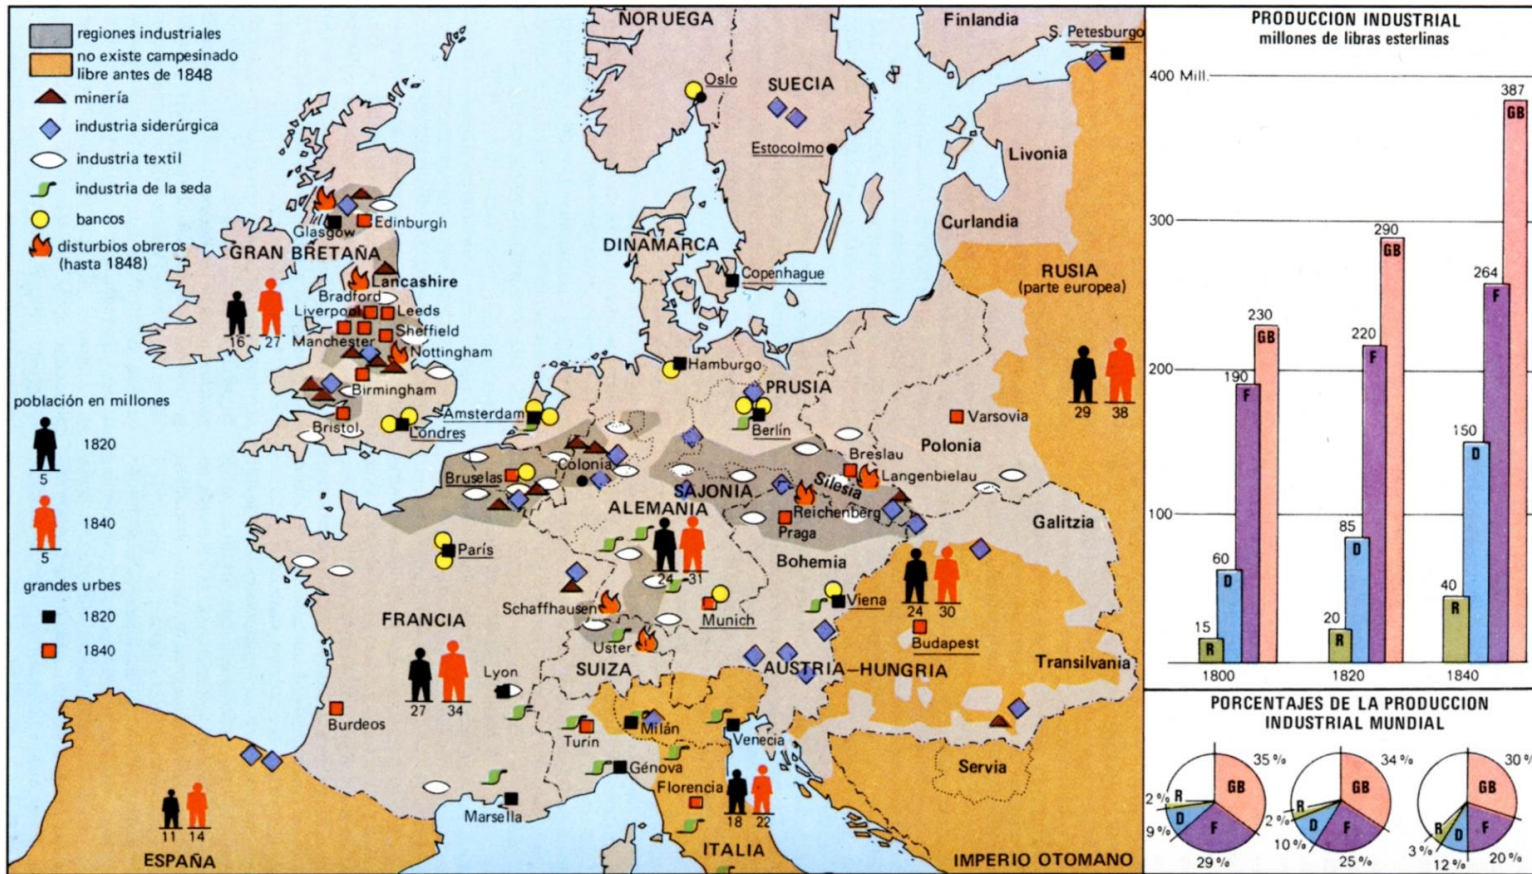 regiones industriales
no existe campesinado
libre antes de 1848
minería
industria siderúrgica
industria textil
industria de la seda
bancos
disturbios obreros
(hasta 1848)
población en millones
1820
5
1840
5
grandes urbes
1820
1840
NORUEGA
Finlandia
S. Petesburgo
Oslo
SUECIA
Estocolmo
Livonia
Curlandia
Glasgow
Edinburgh
GRAN BRETAÑA
DINAMARCA
Copenhague
RUSIA
(parte europea)
Lancashire
Bradford
Liverpool
Leeds
Manchester
Sheffield
Nottingham
16
27
Birmingham
Bristol
Londres
Hamburgo
PRUSIA
29
38
Amsterdam
Berlín
Varsovia
Polonia
Bruselas
Colonia
Breslau
Langenbielau
SAJONIA
Silesia
ALEMANIA
Reichenberg
Praga
Galitzia
París
Bohemia
24
31
24
30
Schaffhausen
Munich
Viena
FRANCIA
Budapest
Uster
SUIZA
AUSTRIA–HUNGRIA
Transilvania
Lyon
27
34
Burdeos
Turín
Milán
Venecia
Servia
Génova
Florencia
Marsella
18
22
11
14
ESPAÑA
ITALIA
IMPERIO OTOMANO
PRODUCCION INDUSTRIAL
millones de libras esterlinas
400 Mill.
300
200
100
15
R
60
D
190
F
230
GB
20
R
85
D
220
F
290
GB
40
R
150
D
264
F
387
GB
1800
1820
1840
PORCENTAJES DE LA PRODUCCION
INDUSTRIAL MUNDIAL
35 %
GB
F
29 %
D
9 %
R
2 %
34 %
GB
F
25 %
D
10 %
R
2 %
30 %
GB
F
20 %
D
12 %
R
3 %